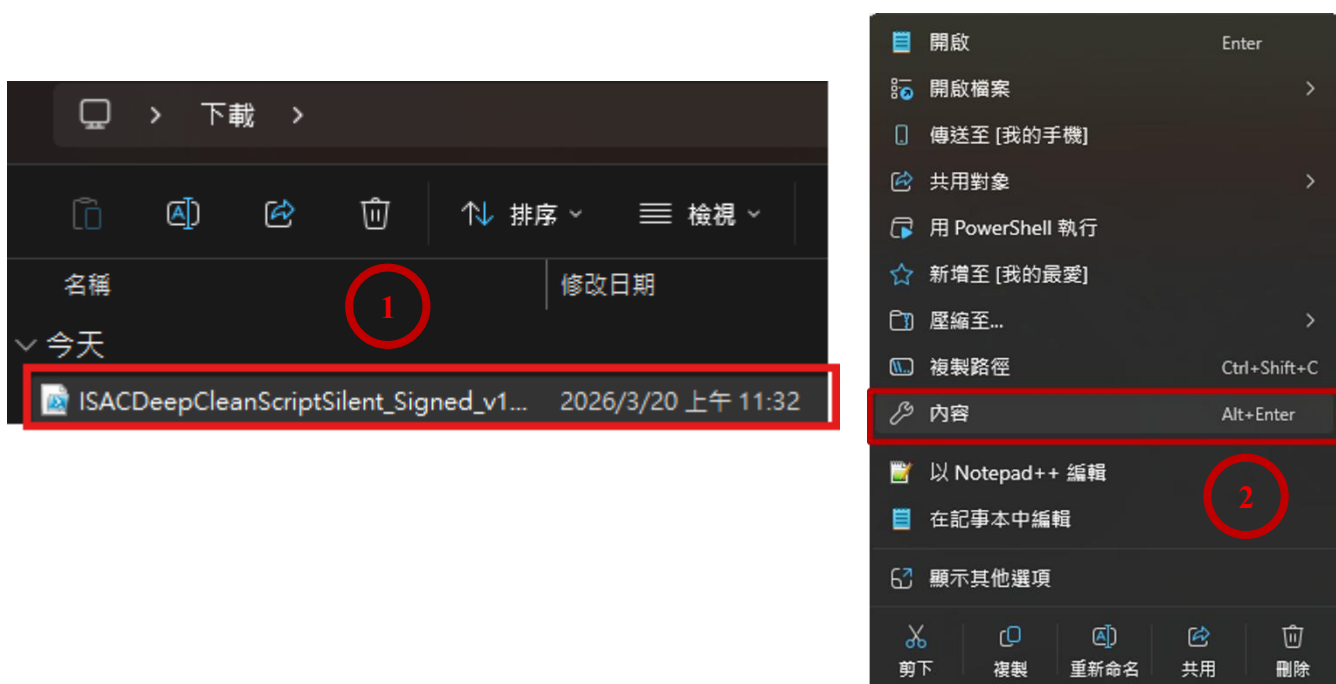 下載
排序
檢視
名稱
修改日期
1
今天
ISACDeepCleanScriptSilent_Signed_v1... 2026/3/20 上午 11:32
開啟 Enter
開啟檔案
傳送至 [我的手機]
共用對象
用 PowerShell 執行
新增至 [我的最愛]
壓縮至...
複製路徑 Ctrl+Shift+C
內容 Alt+Enter
以 Notepad++ 編輯
2
在記事本中編輯
顯示其他選項
剪下 複製 重新命名 共用 刪除